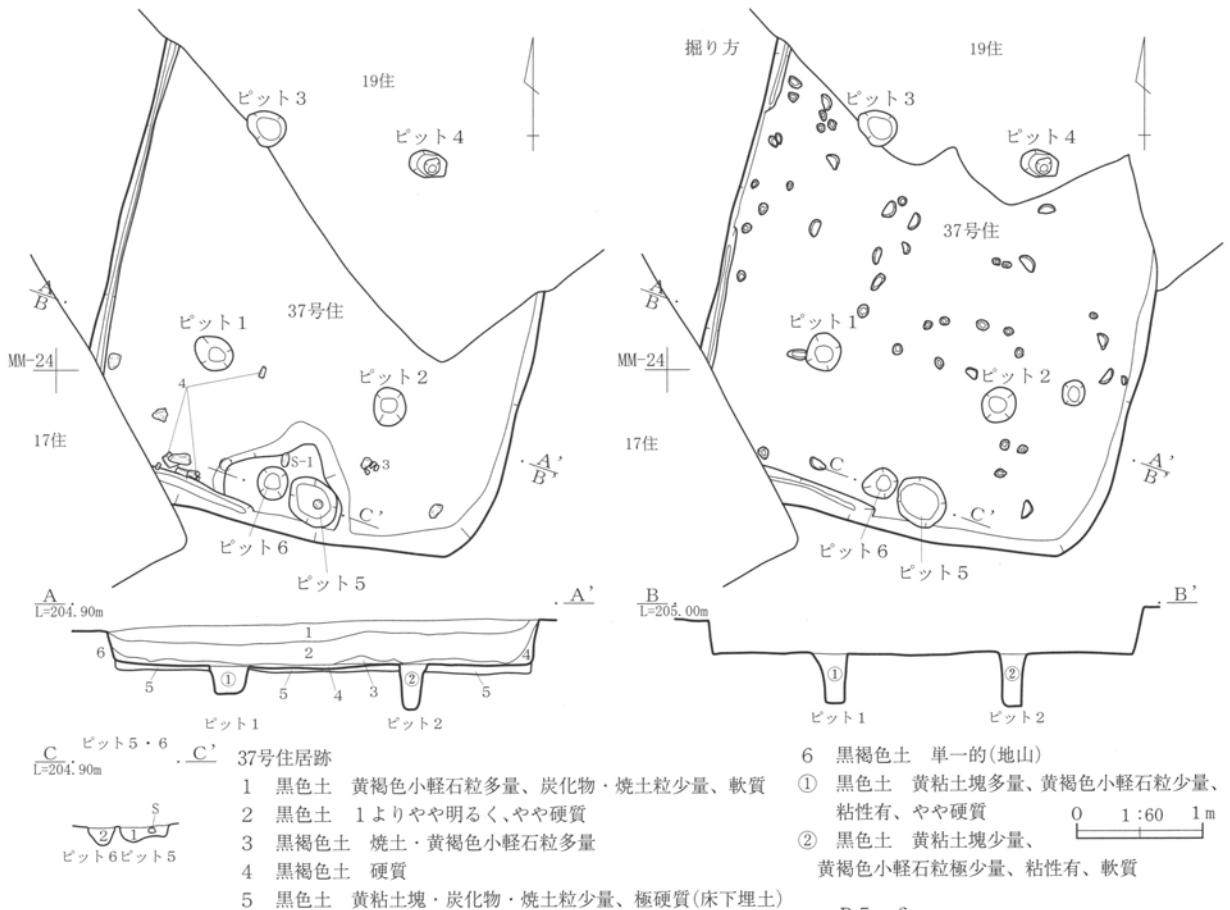 19住
ピット3
ピット4
37号住
A
B
ピット1
MM-24
4
ピット2
17住
S-1
3
A'
B'
C'
ピット6
ピット5
掘り方
19住
ピット3
ピット4
37号住
A
B
ピット1
MM-24
ピット2
17住
A'
B'
C
C'
ピット6
ピット5
A
A'
L=204.90m
1
2
6
4
5
①
5
4
3
②
5
ピット1
ピット2
B
B'
L=205.00m
①
②
ピット1
ピット2
ピット5・6
C
C'
L=204.90m
S
2
1
ピット6ピット5
37号住居跡
1 黒色土 黄褐色小軽石粒多量、炭化物・焼土粒少量、軟質
2 黒色土 1よりやや明るく、やや硬質
3 黒褐色土 焼土・黄褐色小軽石粒多量
4 黒褐色土 硬質
5 黒色土 黄粘土塊・炭化物・焼土粒少量、極硬質(床下埋土)
6 黒褐色土 単一的(地山)
① 黒色土 黄粘土塊多量、黄褐色小軽石粒少量、
粘性有、やや硬質
② 黒色土 黄粘土塊少量、
黄褐色小軽石粒極少量、粘性有、軟質
0 1:60 1m